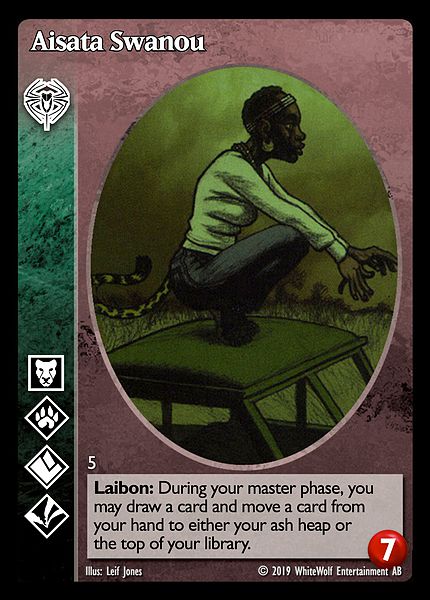 Aisata Swanou
5
Laibon: During your master phase, you
may draw a card and move a card from
your hand to either your ash heap or
the top of your library.
7
Illus: Leif Jones
© 2019 WhiteWolf Entertainment AB